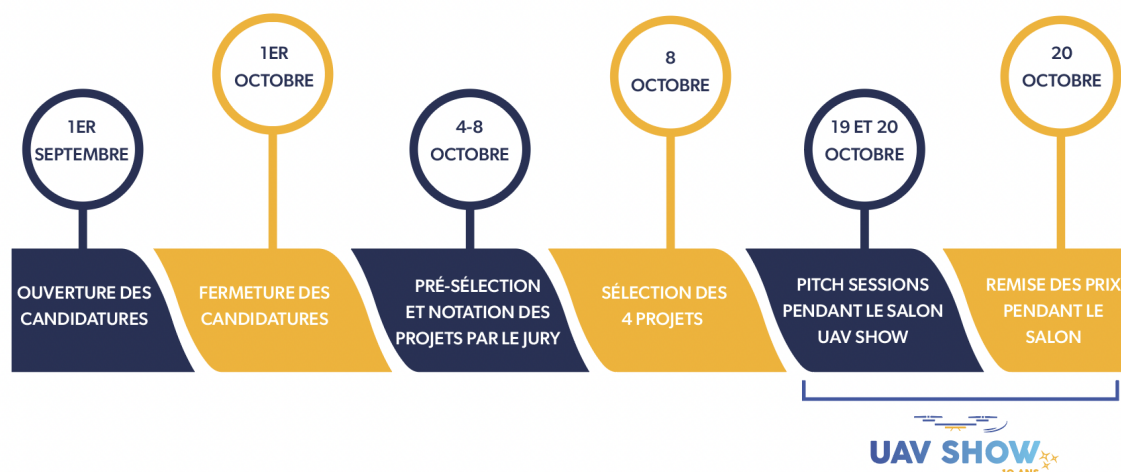 1ER
SEPTEMBRE
OUVERTURE DES
CANDIDATURES
1ER
OCTOBRE
FERMETURE DES
CANDIDATURES
4-8
OCTOBRE
PRÉ-SÉLECTION
ET NOTATION DES
PROJETS PAR LE JURY
8
OCTOBRE
SÉLECTION DES
4 PROJETS
19 ET 20
OCTOBRE
PITCH SESSIONS
PENDANT LE SALON
UAV SHOW
20
OCTOBRE
REMISE DES PRIX
PENDANT LE
SALON
UAV SHOW
10 ANS